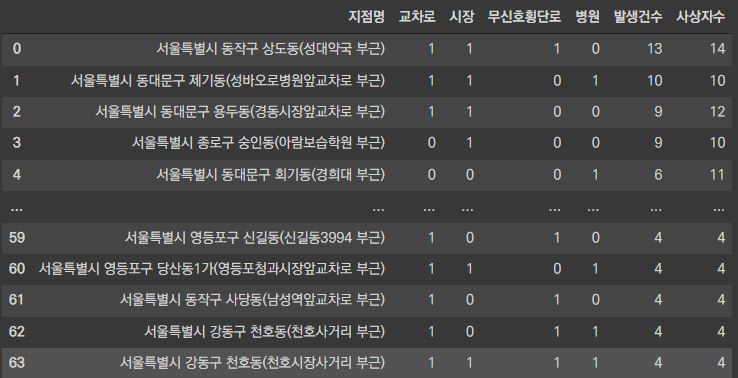 지점명 교차로 시장 무신호횡단로 병원 발생건수 사상자수
0 서울특별시 동작구 상도동(성대약국 부근) 1 1 1 0 13 14
1 서울특별시 동대문구 제기동(성바오로병원앞교차로 부근) 1 1 0 1 10 10
2 서울특별시 동대문구 용두동(경동시장앞교차로 부근) 1 1 0 0 9 12
3 서울특별시 종로구 숭인동(아람보습학원 부근) 0 1 0 0 9 10
4 서울특별시 동대문구 회기동(경희대 부근) 0 0 0 1 6 11
... ... ... ... ... ... ... ...
59 서울특별시 영등포구 신길동(신길동3994 부근) 1 0 1 0 4 4
60 서울특별시 영등포구 당산동1가(영등포청과시장앞교차로 부근) 1 1 0 1 4 4
61 서울특별시 동작구 사당동(남성역앞교차로 부근) 1 0 1 0 4 4
62 서울특별시 강동구 천호동(천호사거리 부근) 1 0 1 1 4 4
63 서울특별시 강동구 천호동(천호시장사거리 부근) 1 1 1 1 4 4